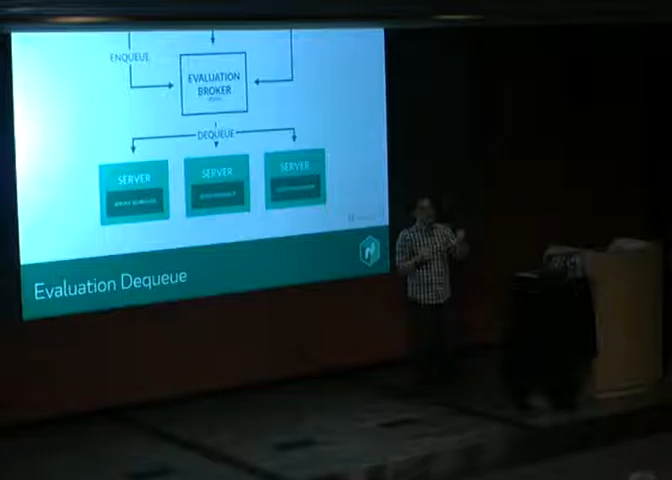 ENQUEUE
EVALUATION
BROKER
DEQUEUE
SERVER
SERVER
SERVER
Evaluation Dequeue